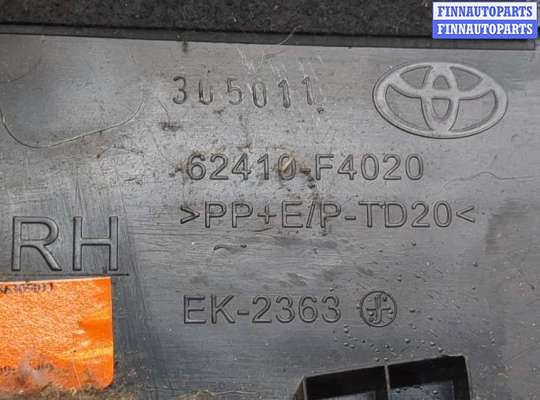 FINNAUTOPARTS
FINNAUTOPARTS
305011
62410-F4020
>PP+E/P-TD20<
RH
EK-2363